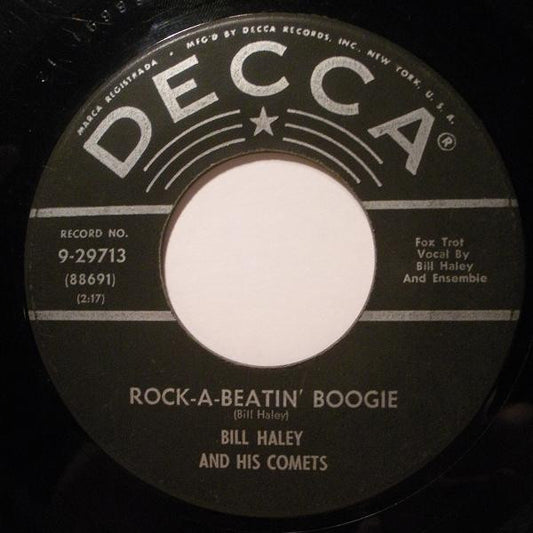 MARCA REGISTRADA • MFG'D BY DECCA RECORDS, INC., NEW YORK, U.S.A.
DECCA®
RECORD NO.
9-29713
(88691)
(2:17)
Fox Trot
Vocal By
Bill Haley
And Ensemble
ROCK-A-BEATIN' BOOGIE
(Bill Haley)
BILL HALEY
AND HIS COMETS